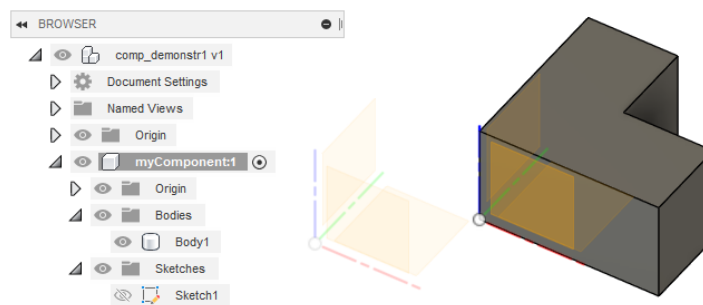 BROWSER
comp_demonstr1 v1
Document Settings
Named Views
Origin
myComponent:1
Origin
Bodies
Body1
Sketches
Sketch1